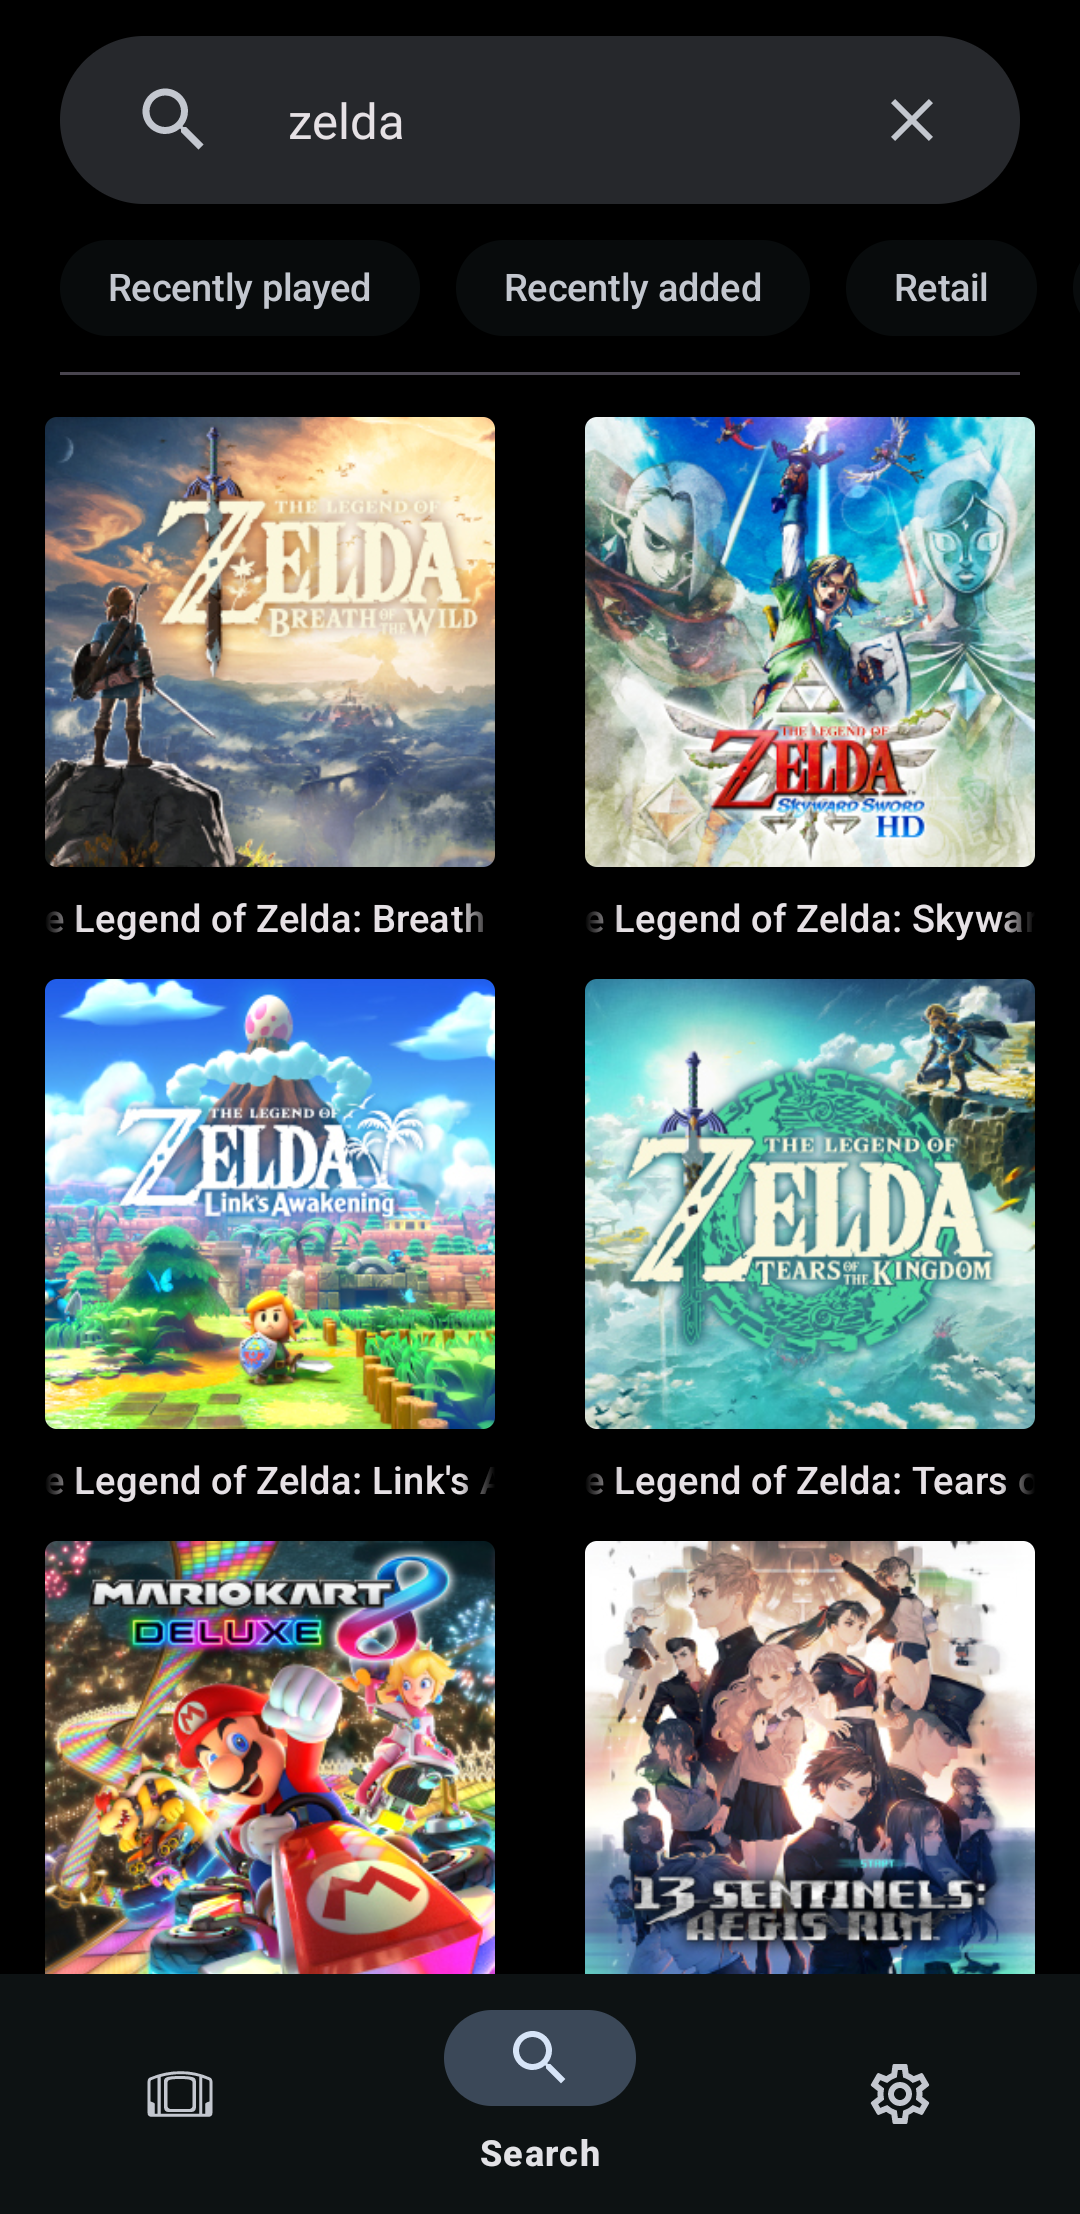 zelda
Recently played
Recently added
Retail
THE LEGEND OF
ZELDA
BREATH OF THE WILD
THE LEGEND OF
ZELDA
SKYWARD SWORD
HD
e Legend of Zelda: Breath
e Legend of Zelda: Skywar
THE LEGEND OF
ZELDA
Link's Awakening
THE LEGEND OF
ZELDA
TEARS OF THE KINGDOM
e Legend of Zelda: Link's A
e Legend of Zelda: Tears o
MARIOKART 8
DELUXE
M
M
START
13 SENTINELS:
AEGIS RIM
Search